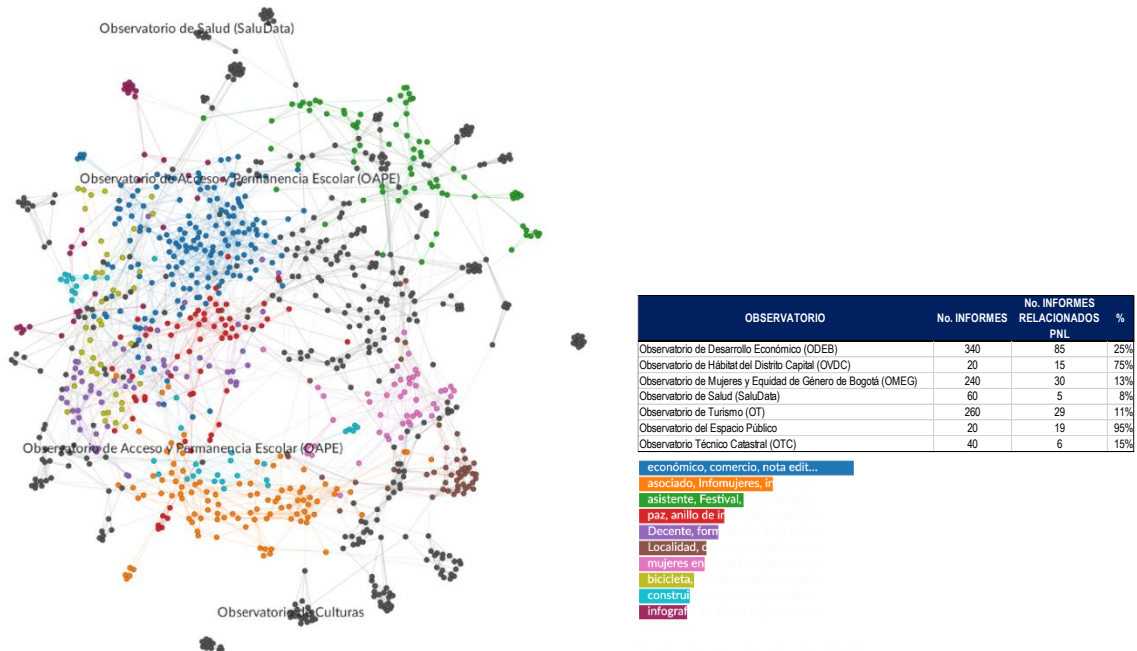 Observatorio de Salud (SaluData)
Observatorio de Acceso y Permanencia Escolar (OAPE)
Observatorio de Acceso y Permanencia Escolar (OAPE)
Observatorio de Culturas
OBSERVATORIO No. INFORMES No. INFORMES RELACIONADOS PNL %
Observatorio de Desarrollo Económico (ODEB) 340 85 25%
Observatorio de Hábitat del Distrito Capital (OVDC) 20 15 75%
Observatorio de Mujeres y Equidad de Género de Bogotá (OMEG) 240 30 13%
Observatorio de Salud (SaluData) 60 5 8%
Observatorio de Turismo (OT) 260 29 11%
Observatorio del Espacio Público 20 19 95%
Observatorio Técnico Catastral (OTC) 40 6 15%
económico, comercio, nota edit...
asociado, Infomujeres, in
asistente, Festival,
paz, anillo de in
Decente, form
Localidad, c
mujeres en
bicicleta,
construi
infograf